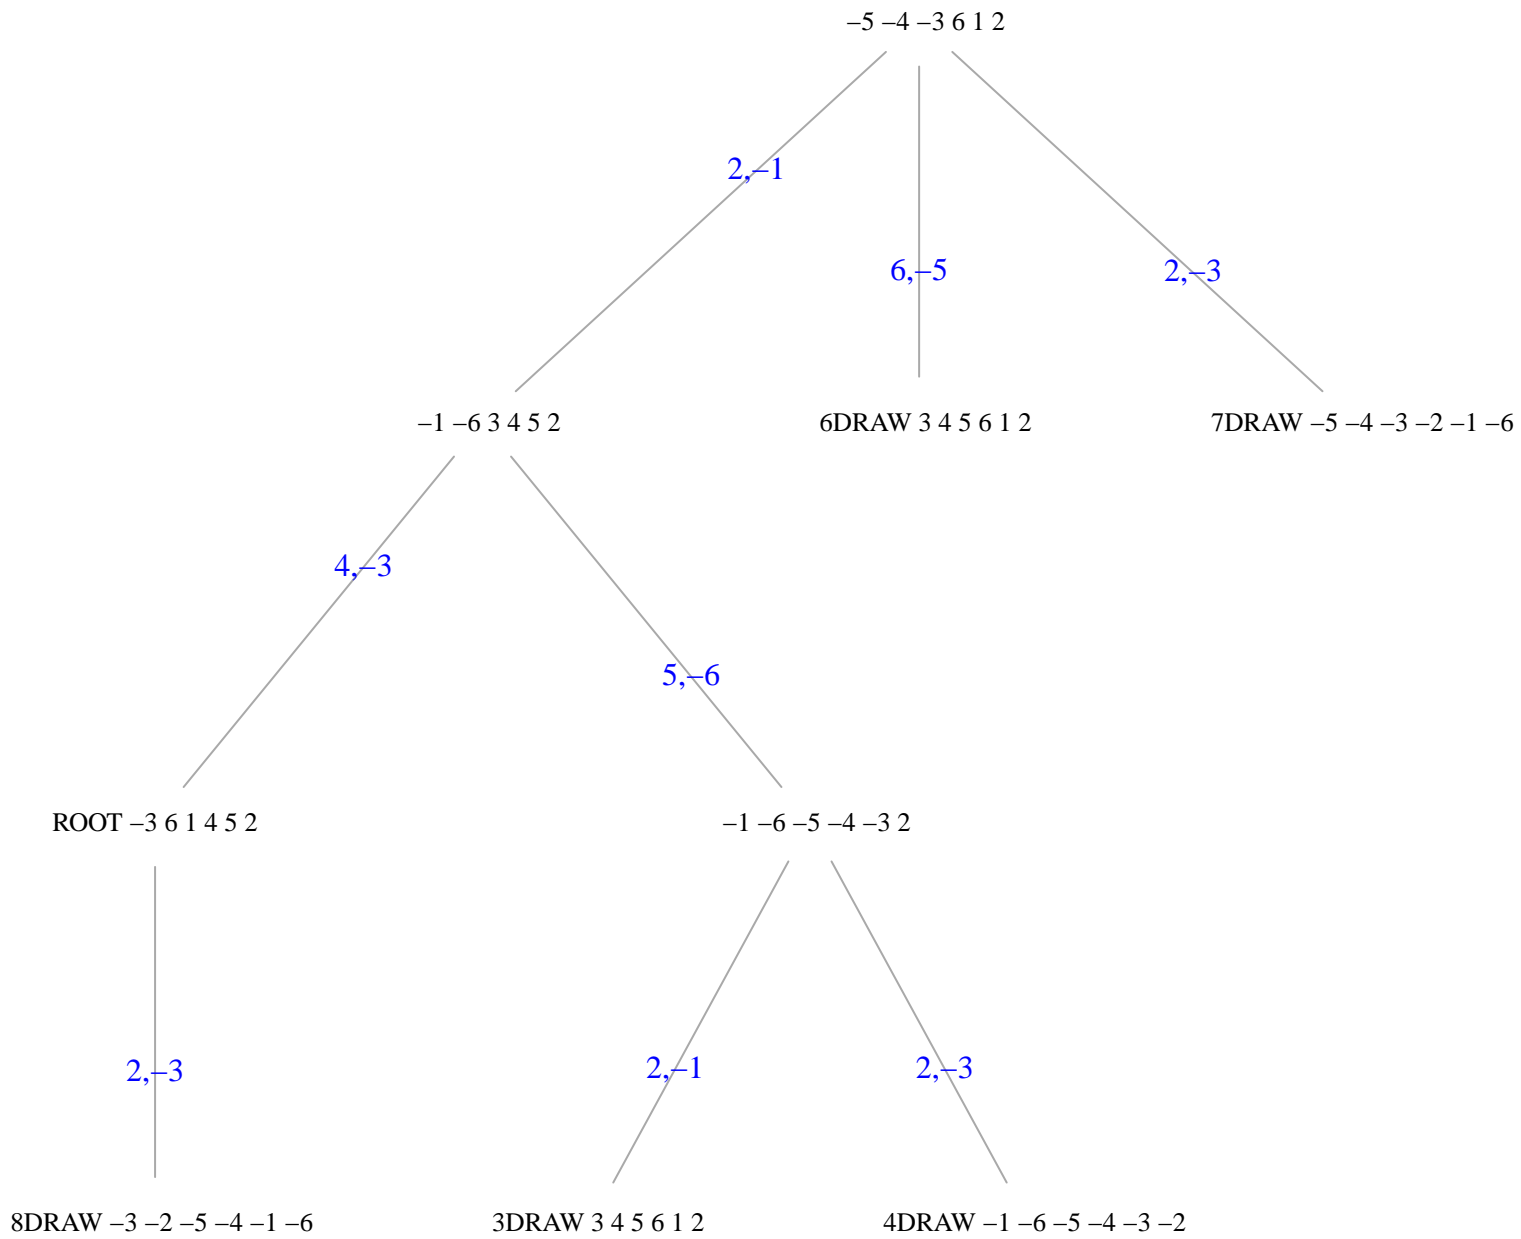 –5 –4 –3 6 1 2
2,–1
6,–5
2,–3
–1 –6 3 4 5 2
6DRAW 3 4 5 6 1 2
7DRAW –5 –4 –3 –2 –1 –6
4,–3
5,–6
ROOT –3 6 1 4 5 2
–1 –6 –5 –4 –3 2
2,–3
2,–1
2,–3
8DRAW –3 –2 –5 –4 –1 –6
3DRAW 3 4 5 6 1 2
4DRAW –1 –6 –5 –4 –3 –2